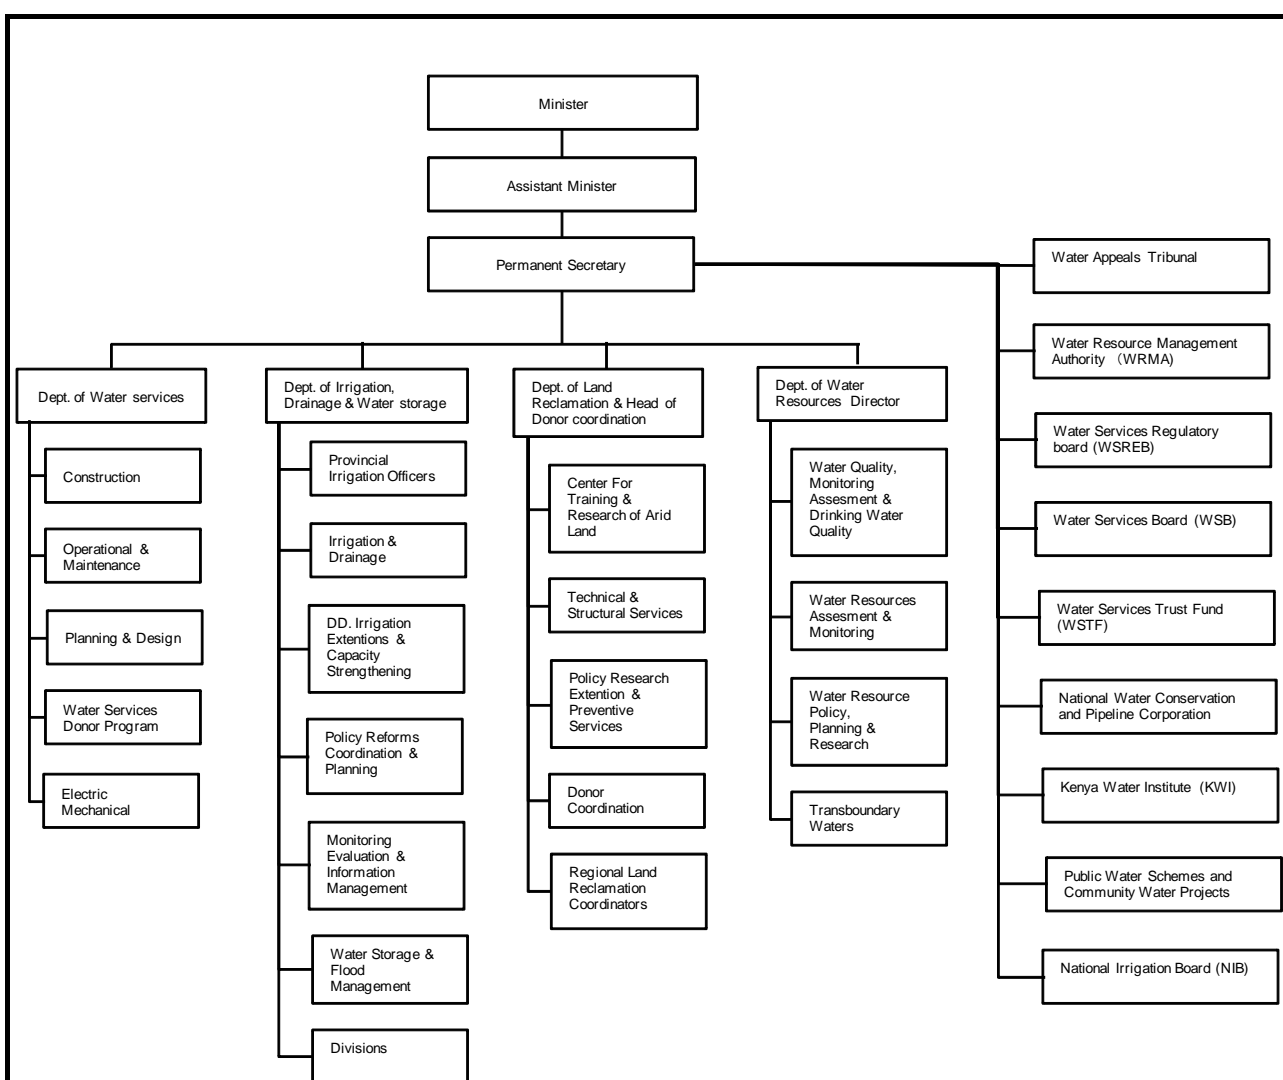 Minister
Assistant Minister
Permanent Secretary
Dept. of Water services
Construction
Operational &
Maintenance
Planning & Design
Water Services
Donor Program
Electric
Mechanical
Dept. of Irrigation,
Drainage & Water storage
Provincial
Irrigation Officers
Irrigation &
Drainage
DD. Irrigation
Extentions &
Capacity
Strengthening
Policy Reforms
Coordination &
Planning
Monitoring
Evaluation &
Information
Management
Water Storage &
Flood
Management
Divisions
Dept. of Land
Reclamation & Head of
Donor coordination
Center For
Training &
Research of Arid
Land
Technical &
Structural Services
Policy Research
Extention &
Preventive
Services
Donor
Coordination
Regional Land
Reclamation
Coordinators
Dept. of Water
Resources Director
Water Quality,
Monitoring
Assesment &
Drinking Water
Quality
Water Resources
Assesment &
Monitoring
Water Resource
Policy,
Planning &
Research
Transboundary
Waters
Water Appeals Tribunal
Water Resource Management
Authority （WRMA)
Water Services Regulatory
board (WSREB)
Water Services Board (WSB)
Water Services Trust Fund
(WSTF)
National Water Conservation
and Pipeline Corporation
Kenya Water Institute (KWI)
Public Water Schemes and
Community Water Projects
National Irrigation Board (NIB)